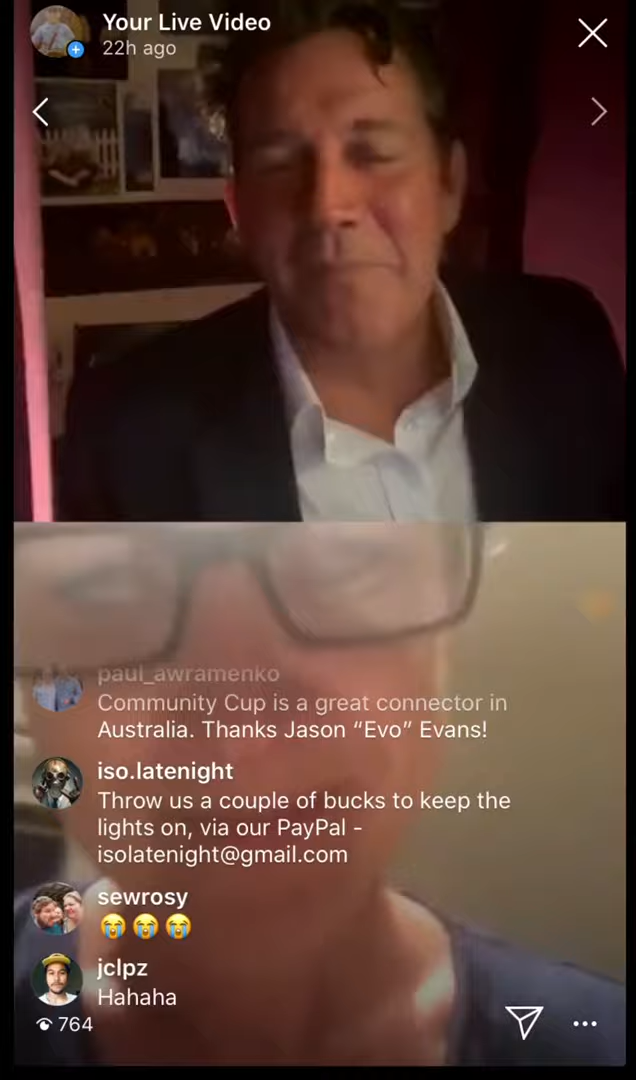 Your Live Video
22h ago
paul_awramenko
Community Cup is a great connector in
Australia. Thanks Jason “Evo” Evans!
iso.latenight
Throw us a couple of bucks to keep the
lights on, via our PayPal -
isolatenight@gmail.com
sewrosy
😭😭😭
jclpz
Hahaha
764